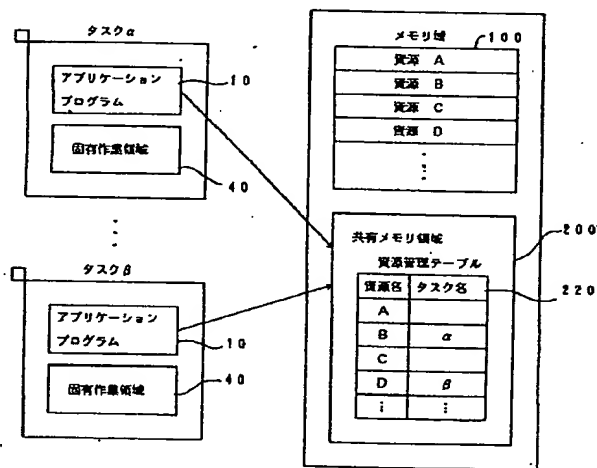 タスクα
アプリケーション
プログラム
10
固有作業領域
40
タスクβ
アプリケーション
プログラム
10
固有作業領域
40
メモリ域
100
資源 A
資源 B
資源 C
資源 D
共有メモリ領域
200
資源管理テーブル
資源名 タスク名
220
A
B α
C
D β